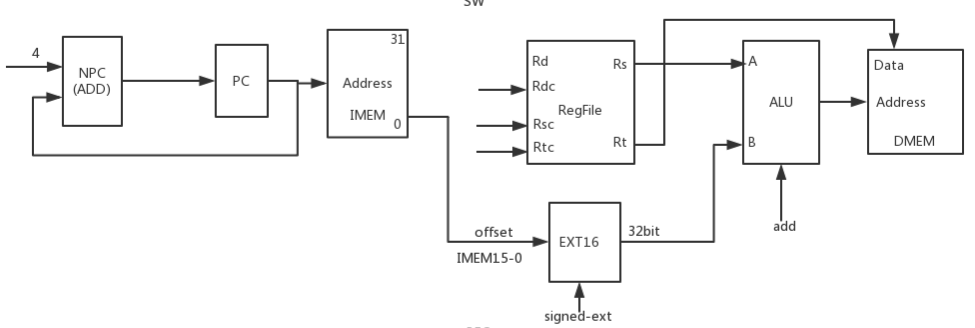 sw
4
NPC
(ADD)
PC
31
Address
IMEM
0
Rd
Rdc
RegFile
Rsc
Rtc
Rs
Rt
A
ALU
B
Data
Address
DMEM
add
offset
IMEM15-0
EXT16
32bit
signed-ext